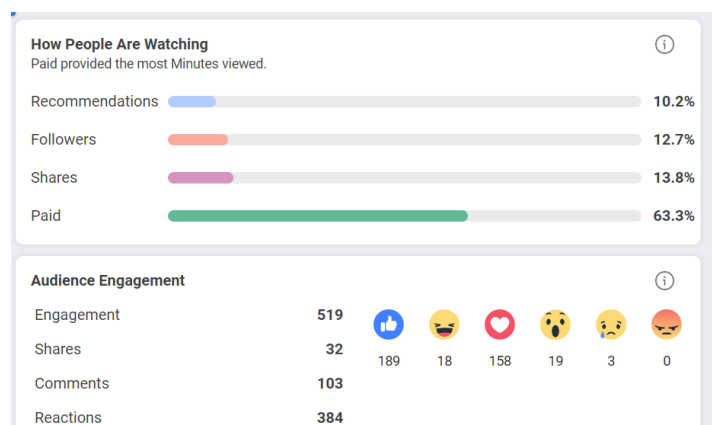 How People Are Watching
Paid provided the most Minutes viewed.
Recommendations 10.2%
Followers 12.7%
Shares 13.8%
Paid 63.3%
Audience Engagement
Engagement 519
Shares 32
189 18 158 19 3 0
Comments 103
Reactions 384